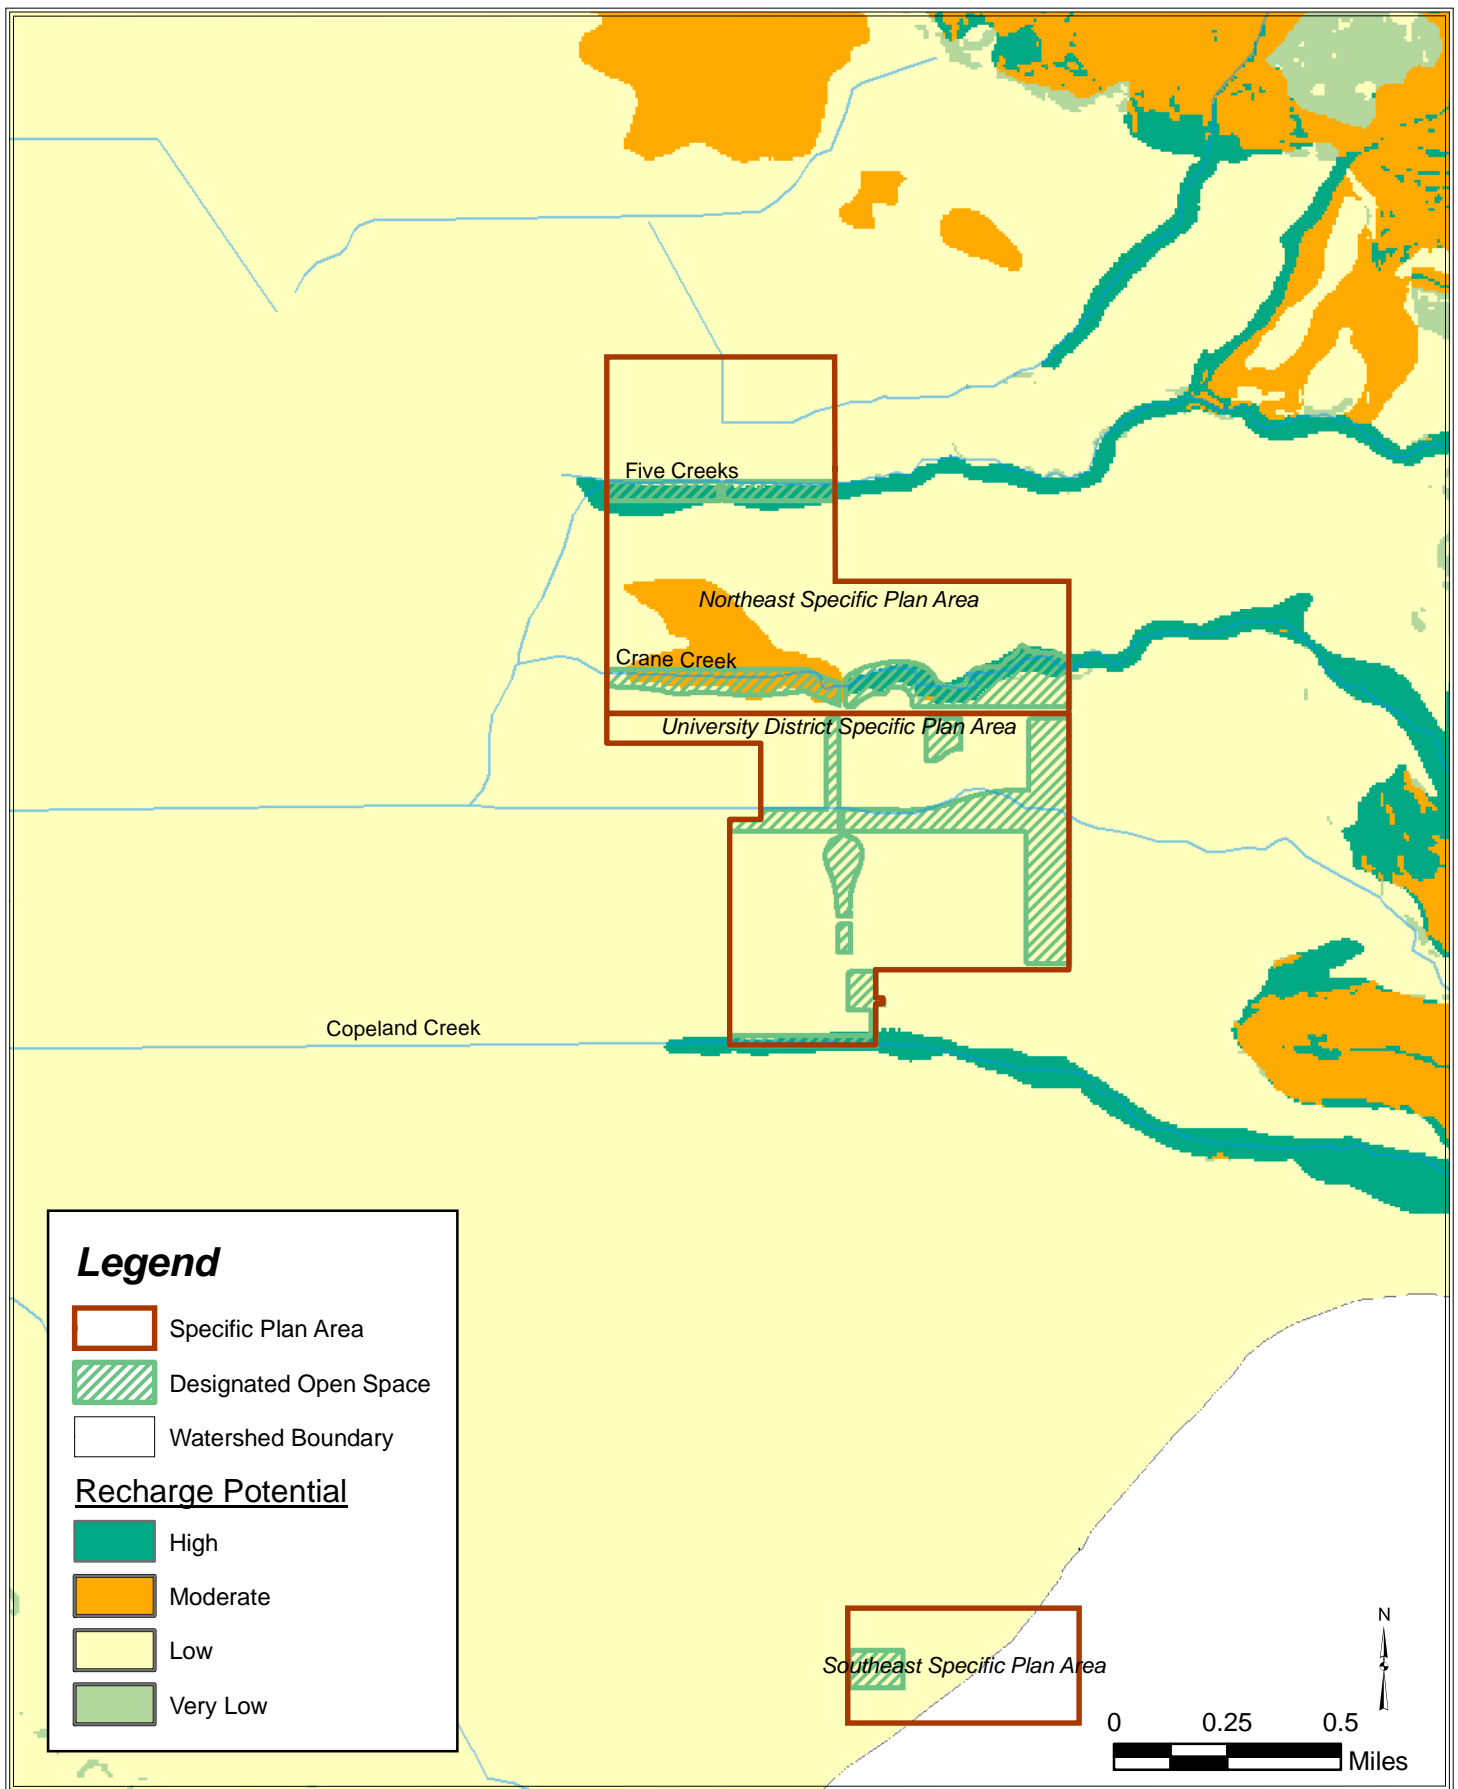 Five Creeks
Northeast Specific Plan Area
Crane Creek
University District Specific Plan Area
Copeland Creek
Legend
Specific Plan Area
Designated Open Space
Watershed Boundary
Recharge Potential
High
Moderate
Low
Very Low
Southeast Specific Plan Area
N
0 0.25 0.5
Miles